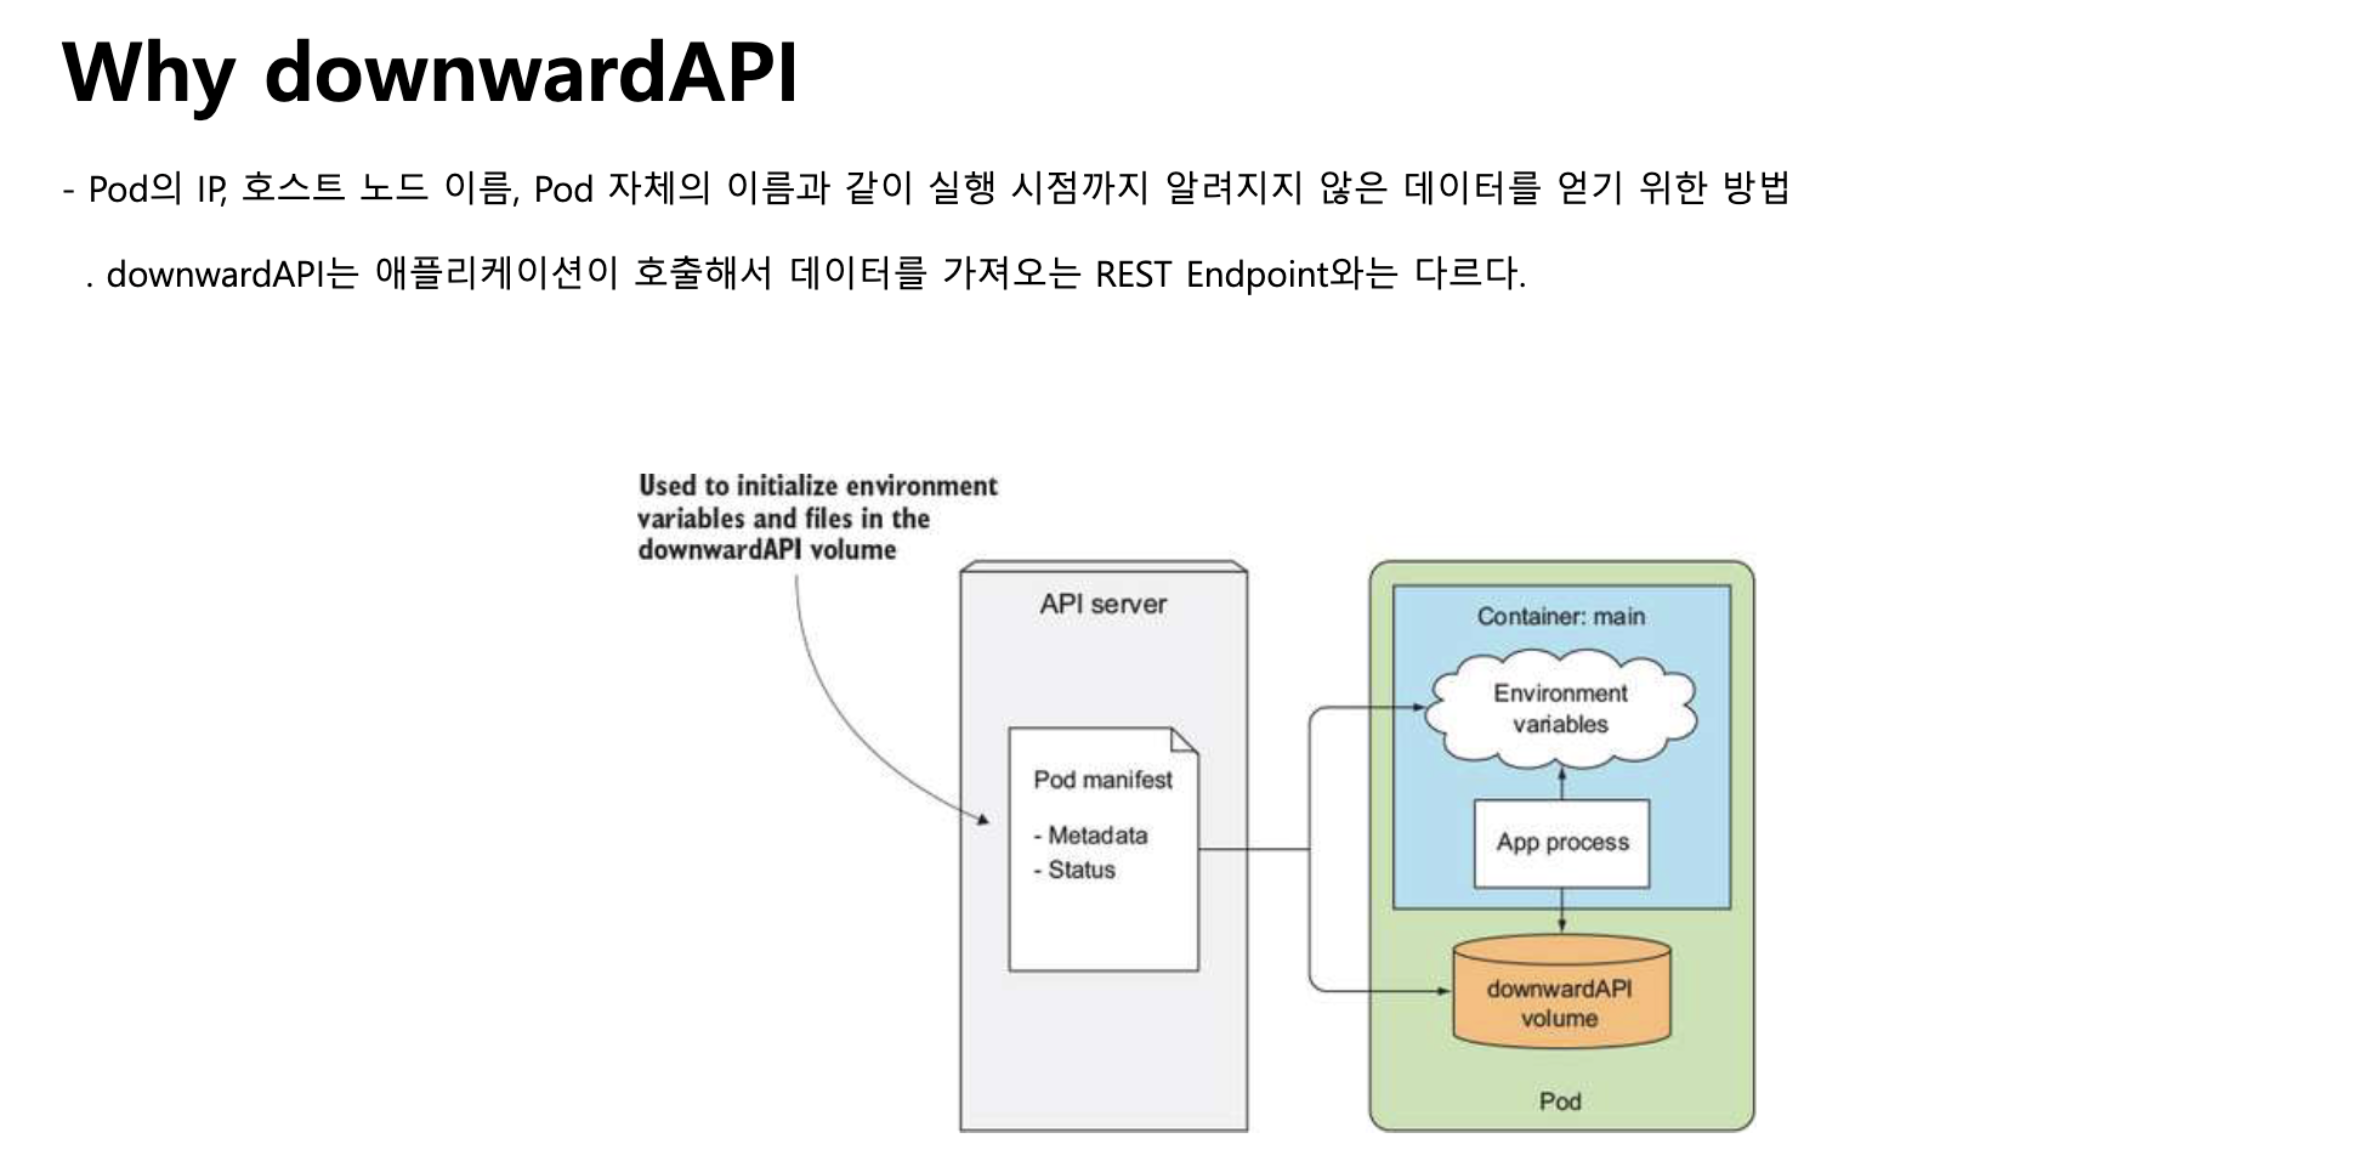 Why downwardAPI
- Pod의 IP, 호스트 노드 이름, Pod 자체의 이름과 같이 실행 시점까지 알려지지 않은 데이터를 얻기 위한 방법
. downwardAPI는 애플리케이션이 호출해서 데이터를 가져오는 REST Endpoint와는 다르다.
Used to initialize environment
variables and files in the
downwardAPI volume
API server
Pod manifest
- Metadata
- Status
Container: main
Environment
variables
App process
downwardAPI
volume
Pod